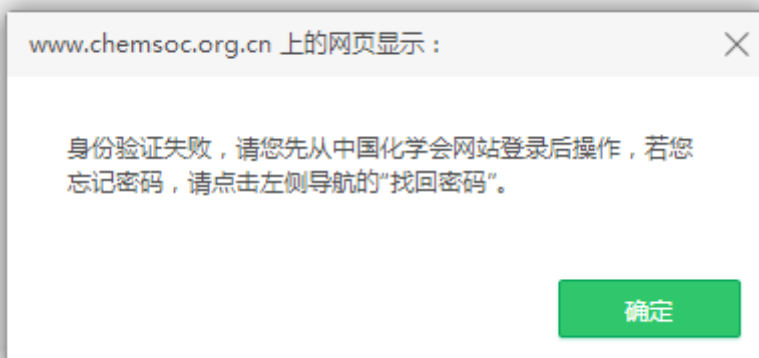 www.chemsoc.org.cn 上的网页显示：
身份验证失败，请您先从中国化学会网站登录后操作，若您
忘记密码，请点击左侧导航的“找回密码”。
确定